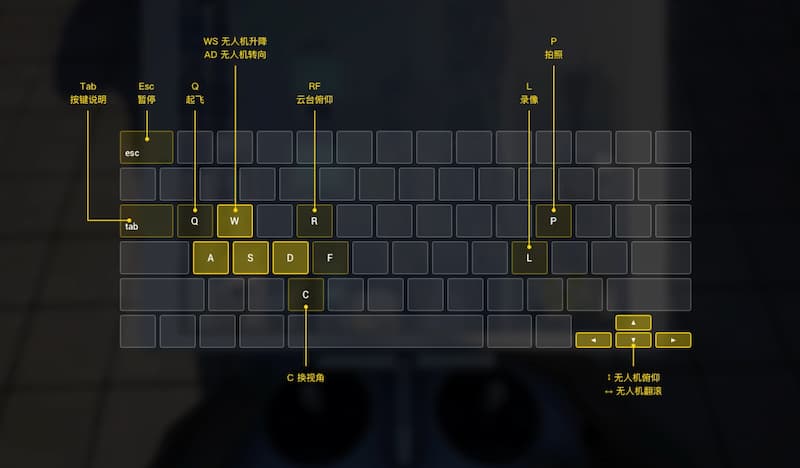 WS 无人机升降
AD 无人机转向
P
拍照
Tab
按键说明
Esc
暂停
Q
起飞
RF
云台俯仰
L
录像
esc
tab
Q
W
R
P
A
S
D
F
L
C
▲
◄
▼
►
C 换视角
↕ 无人机俯仰
↔ 无人机翻滚